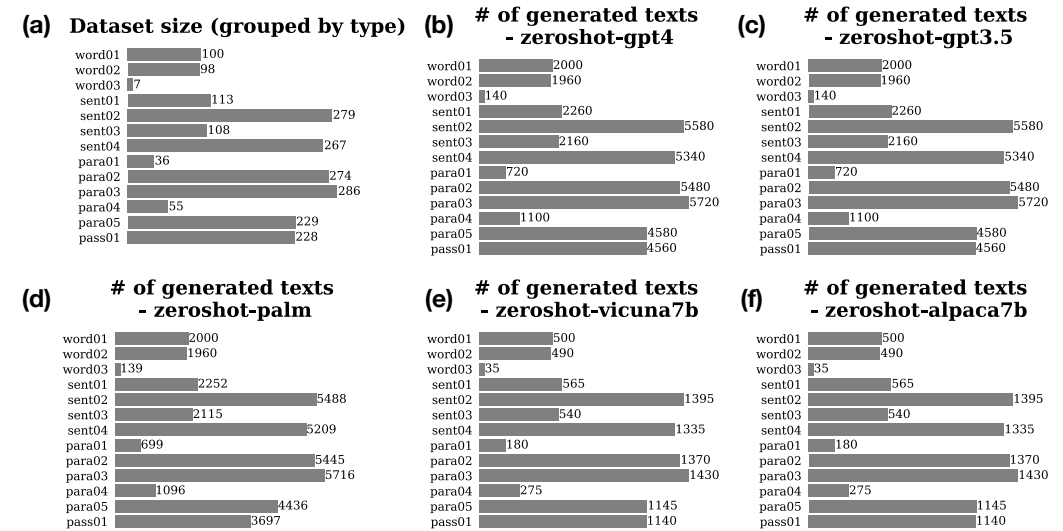 (a) Dataset size (grouped by type)
word01 100
word02 98
word03 7
sent01 113
sent02 279
sent03 108
sent04 267
para01 36
para02 274
para03 286
para04 55
para05 229
pass01 228
(b) # of generated texts
- zeroshot-gpt4
word01 2000
word02 1960
word03 140
sent01 2260
sent02 5580
sent03 2160
sent04 5340
para01 720
para02 5480
para03 5720
para04 1100
para05 4580
pass01 4560
(c) # of generated texts
- zeroshot-gpt3.5
word01 2000
word02 1960
word03 140
sent01 2260
sent02 5580
sent03 2160
sent04 5340
para01 720
para02 5480
para03 5720
para04 1100
para05 4580
pass01 4560
(d) # of generated texts
- zeroshot-palm
word01 2000
word02 1960
word03 139
sent01 2252
sent02 5488
sent03 2115
sent04 5209
para01 699
para02 5445
para03 5716
para04 1096
para05 4436
pass01 3697
(e) # of generated texts
- zeroshot-vicuna7b
word01 500
word02 490
word03 35
sent01 565
sent02 1395
sent03 540
sent04 1335
para01 180
para02 1370
para03 1430
para04 275
para05 1145
pass01 1140
(f) # of generated texts
- zeroshot-alpaca7b
word01 500
word02 490
word03 35
sent01 565
sent02 1395
sent03 540
sent04 1335
para01 180
para02 1370
para03 1430
para04 275
para05 1145
pass01 1140